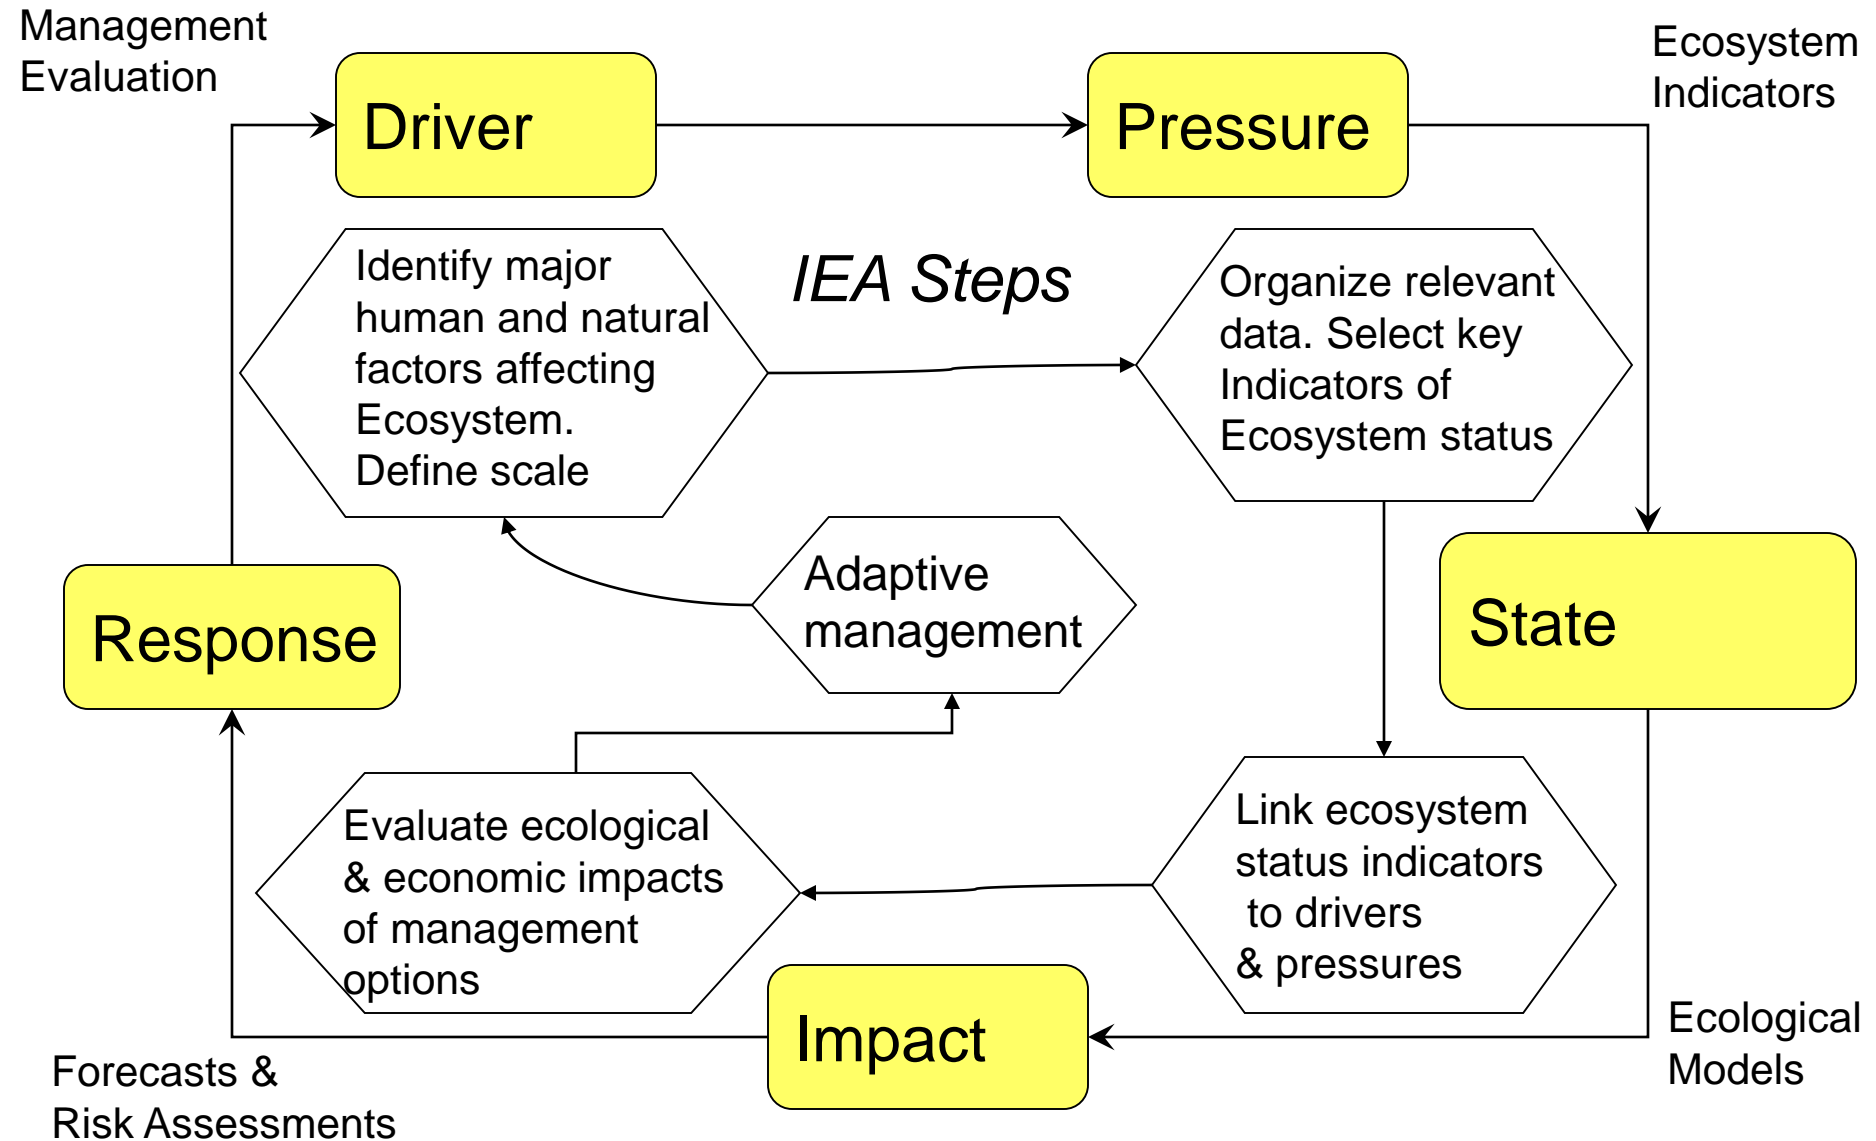 Management
Evaluation
Driver
Pressure
Ecosystem
Indicators
Identify major
human and natural
factors affecting
Ecosystem.
Define scale
IEA Steps
Organize relevant
data. Select key
Indicators of
Ecosystem status
Adaptive
management
Response
State
Evaluate ecological
& economic impacts
of management
options
Link ecosystem
status indicators
to drivers
& pressures
Impact
Forecasts &
Risk Assessments
Ecological
Models